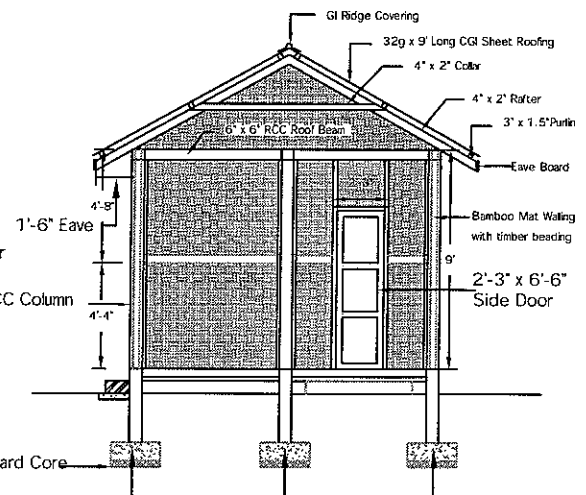 GI Ridge Covering
32g x 9' Long CGI Sheet Roofing
4" x 2" Collar
4" x 2" Rafter
6" x 6" RCC Roof Beam
3" x 1.5"Purlin
Eave Board
4'-8"
1'-6" Eave
Bamboo Mat Waling
with timber beading
9'
2'-3" x 6'-6"
Side Door
CC Column
4'-4"
ard Core